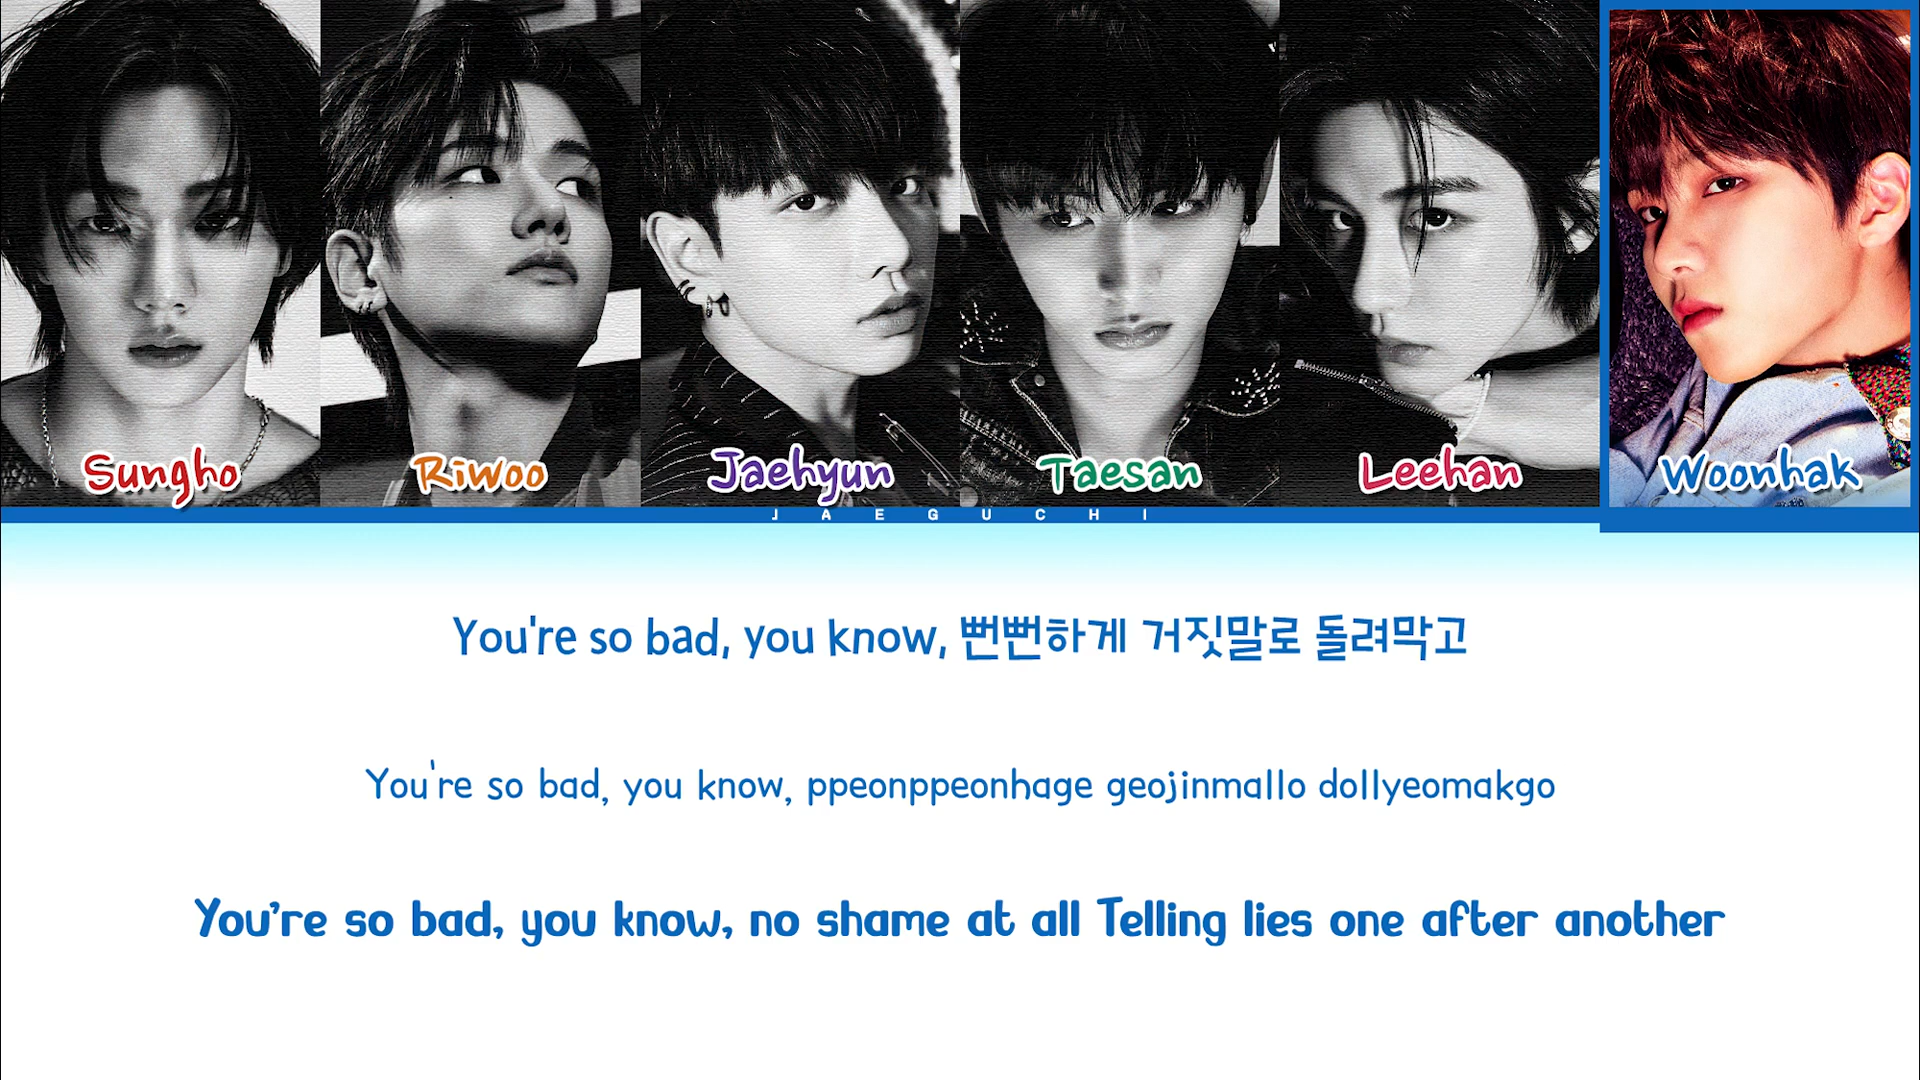 Sungho Riwoo Jaehyun Taesan Leehan Woonhak
JAEGUCHI
You're so bad, you know, 뻔뻔하게 거짓말로 돌려막고
You're so bad, you know, ppeonppeonhage geojinmallo dollyeomakgo
You're so bad, you know, no shame at all Telling lies one after another